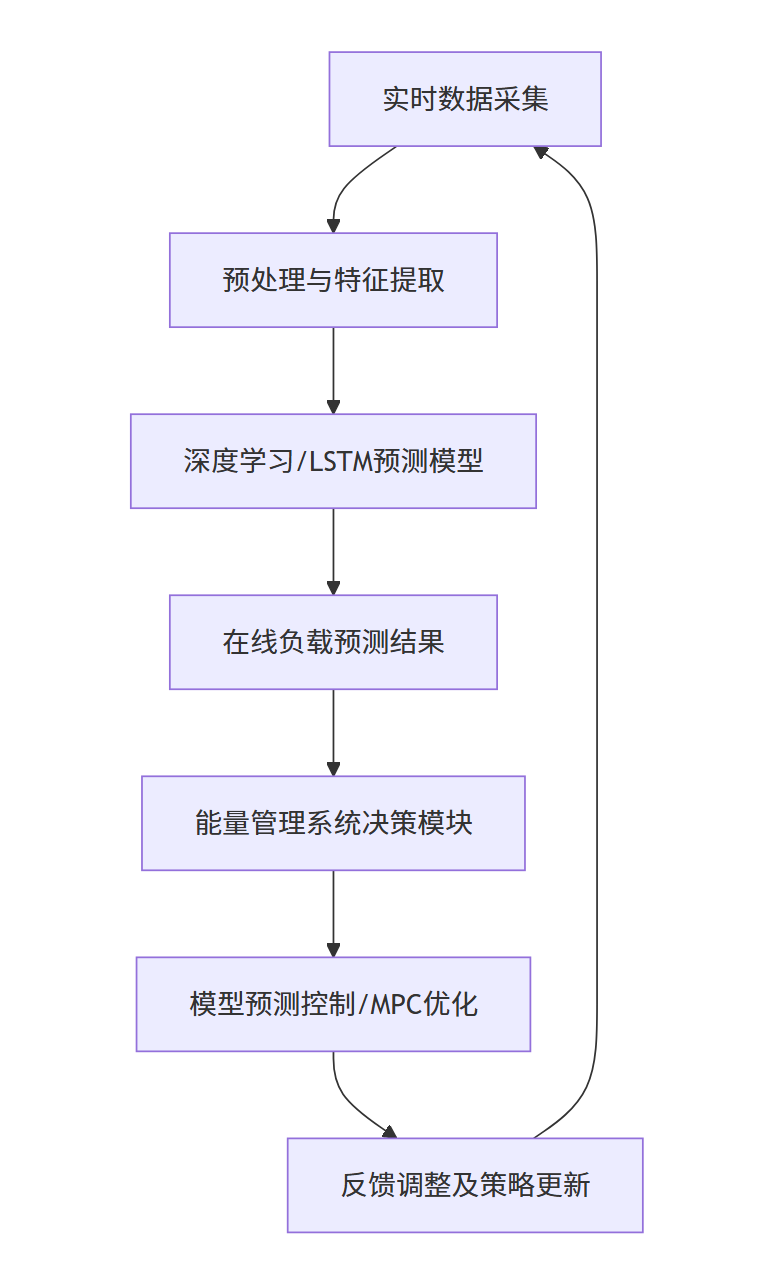 实时数据采集
预处理与特征提取
深度学习/LSTM预测模型
在线负载预测结果
能量管理系统决策模块
模型预测控制/MPC优化
反馈调整及策略更新